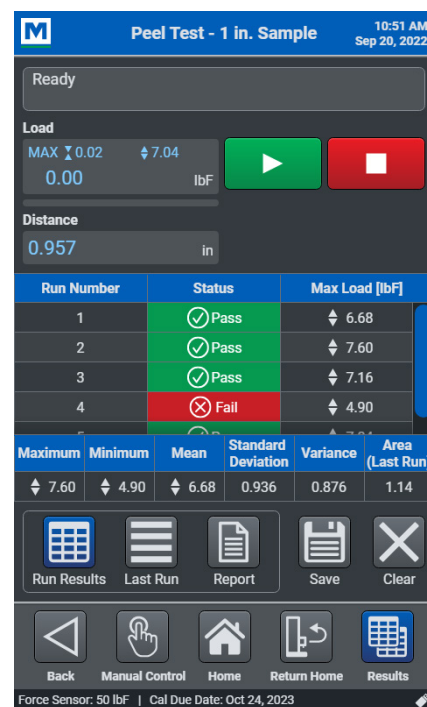 M Peel Test - 1 in. Sample 10:51 AM
Sep 20, 2022
Ready
Load
MAX 0.02 7.04
0.00 lbF
Distance
0.957 in
Run Number Status Max Load [lbF]
1 Pass 6.68
2 Pass 7.60
3 Pass 7.16
4 Fail 4.90
Maximum Minimum Mean Standard Deviation Variance Area (Last Run
7.60 4.90 6.68 0.936 0.876 1.14
Run Results Last Run Report Save Clear
Back Manual Control Home Return Home Results
Force Sensor: 50 lbF | Cal Due Date: Oct 24, 2023